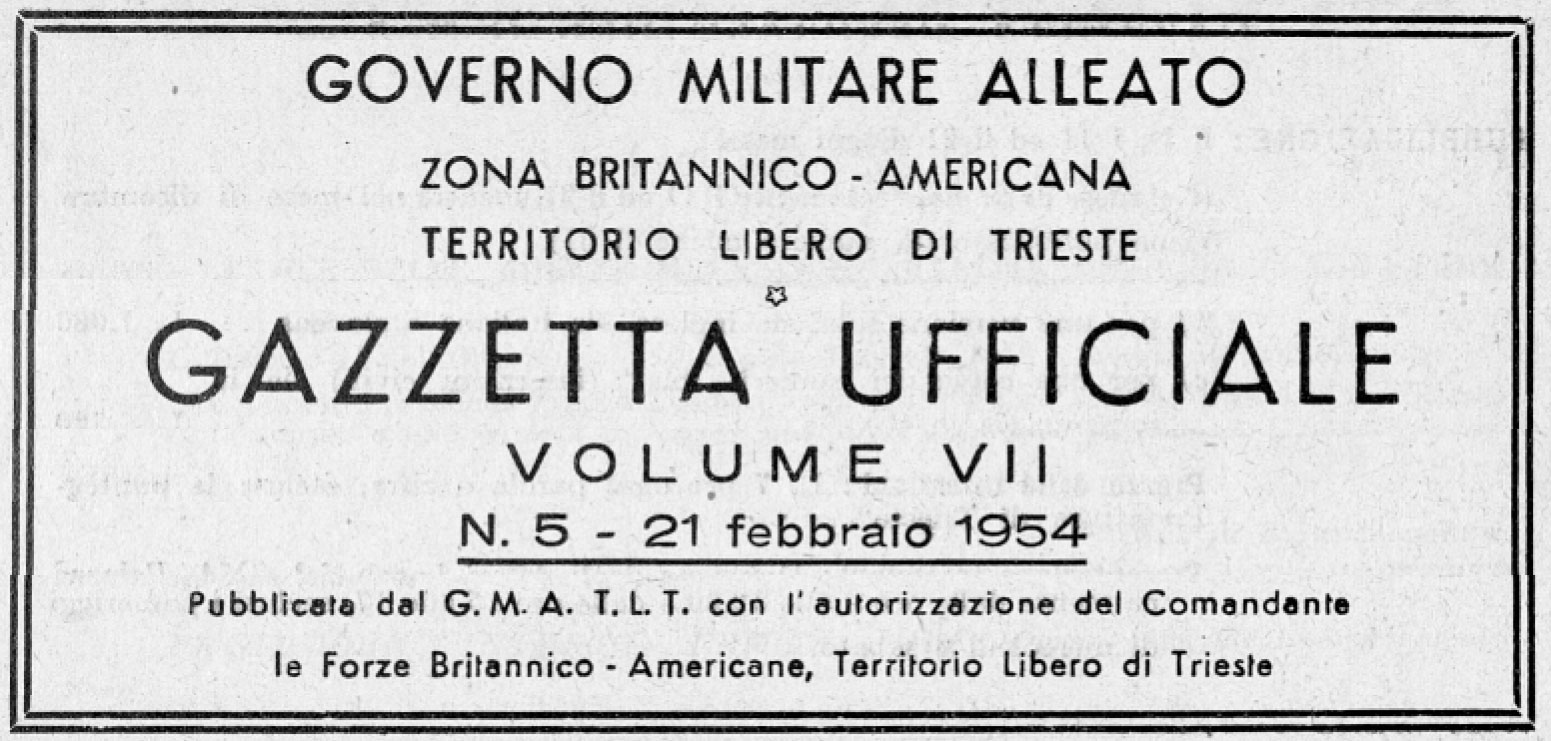 GOVERNO MILITARE ALLEATO
ZONA BRITANNICO - AMERICANA
TERRITORIO LIBERO DI TRIESTE
GAZZETTA UFFICIALE
VOLUME VII
N. 5 - 21 febbraio 1954
Pubblicata dal G. M. A. T. L. T. con l'autorizzazione del Comandante
le Forze Britannico - Americane, Territorio Libero di Trieste